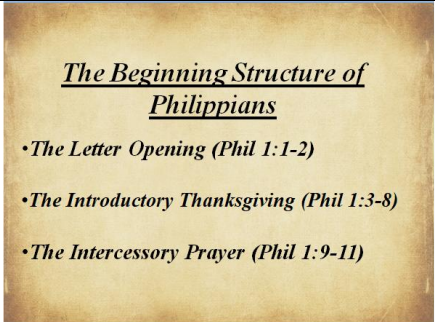 The Beginning Structure of
Philippians
•The Letter Opening (Phil 1:1-2)
•The Introductory Thanksgiving (Phil 1:3-8)
•The Intercessory Prayer (Phil 1:9-11)